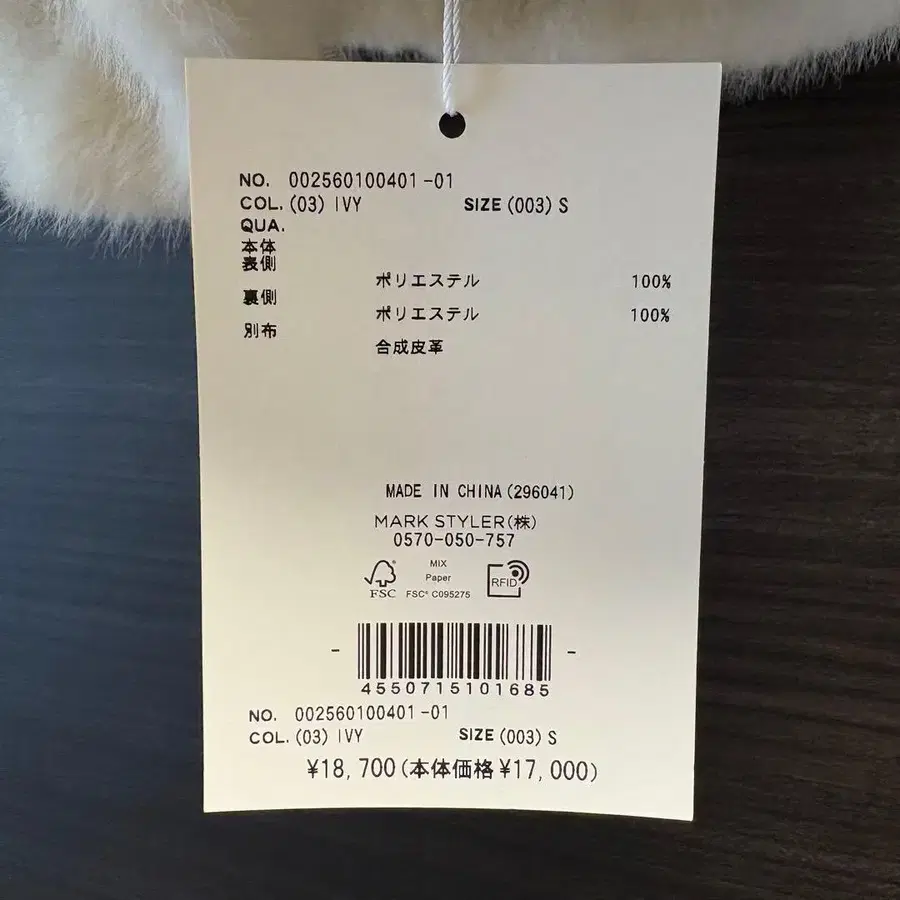 NO. 002560100401-01
COL. (03) IVY SIZE (003) S
QUA.
本体
表側
ポリエステル 100%
裏側
ポリエステル 100%
別布
合成皮革
MADE IN CHINA (296041)
MARK STYLER(株)
0570-050-757
MIX
Paper
FSC® C095275
FSC
RFID
4550715101685
NO. 002560100401-01
COL. (03) IVY SIZE (003) S
¥18,700(本体価格¥17,000)